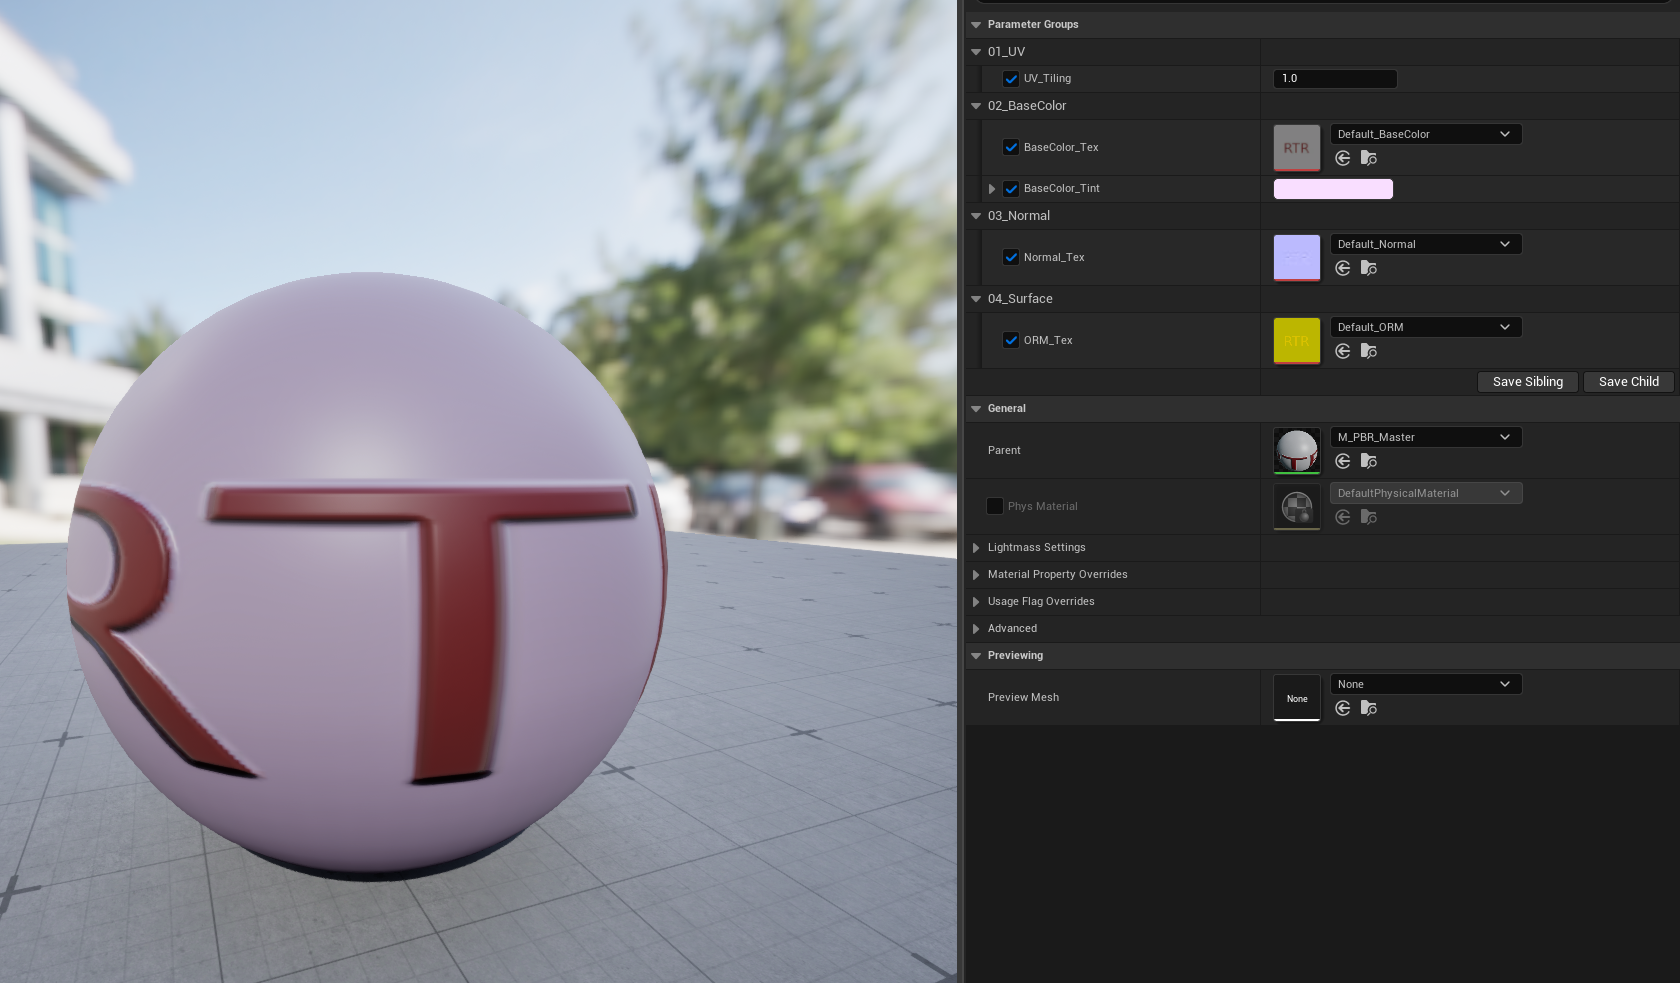 Parameter Groups
01_UV
UV_Tiling 1.0
02_BaseColor
BaseColor_Tex RTR Default_BaseColor
BaseColor_Tint
03_Normal
Normal_Tex RTR Default_Normal
04_Surface
ORM_Tex RTR Default_ORM
Save Sibling Save Child
General
Parent M_PBR_Master
Phys Material DefaultPhysicalMaterial
Lightmass Settings
Material Property Overrides
Usage Flag Overrides
Advanced
Previewing
Preview Mesh None None
RT